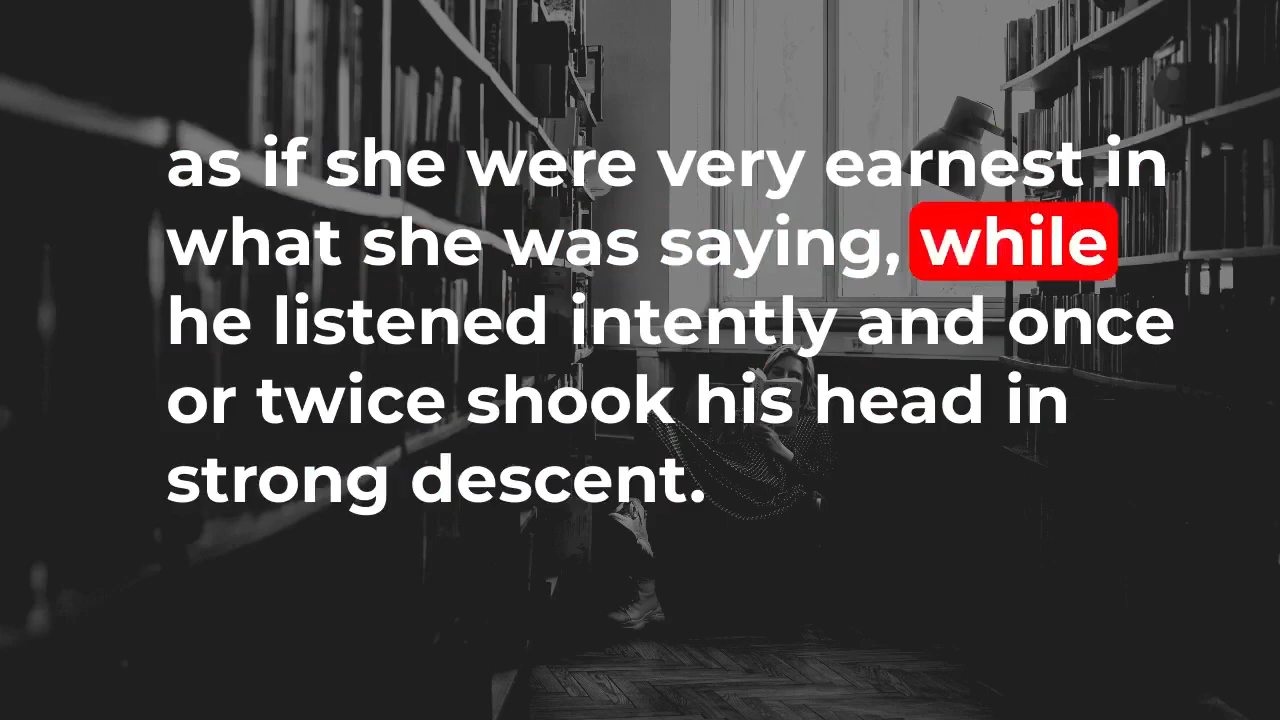 as if she were very earnest in
what she was saying, while
he listened intently and once
or twice shook his head in
strong descent.